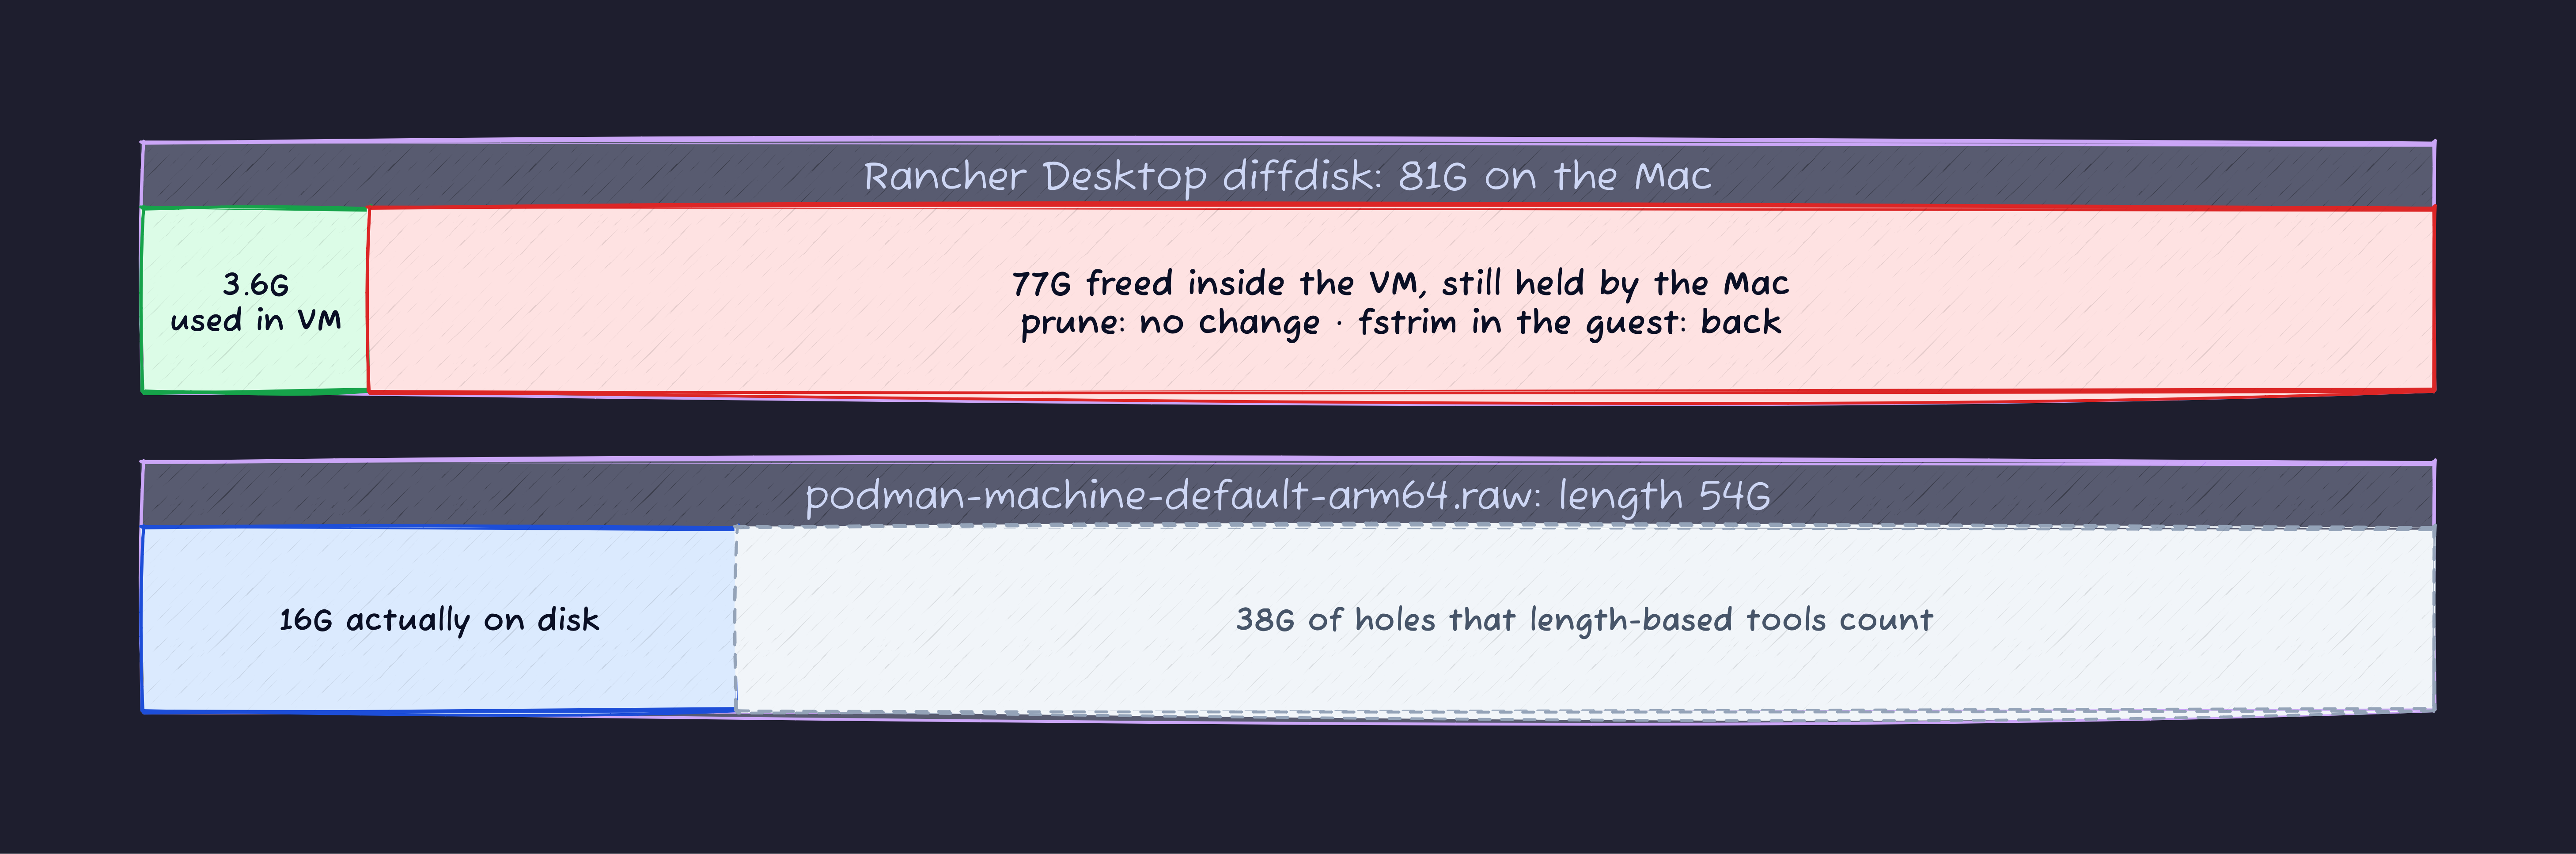 Rancher Desktop diffdisk: 81G on the Mac
3.6G
used in VM
77G freed inside the VM, still held by the Mac
prune: no change · fstrim in the guest: back
podman-machine-default-arm64.raw: length 54G
16G actually on disk
38G of holes that length-based tools count